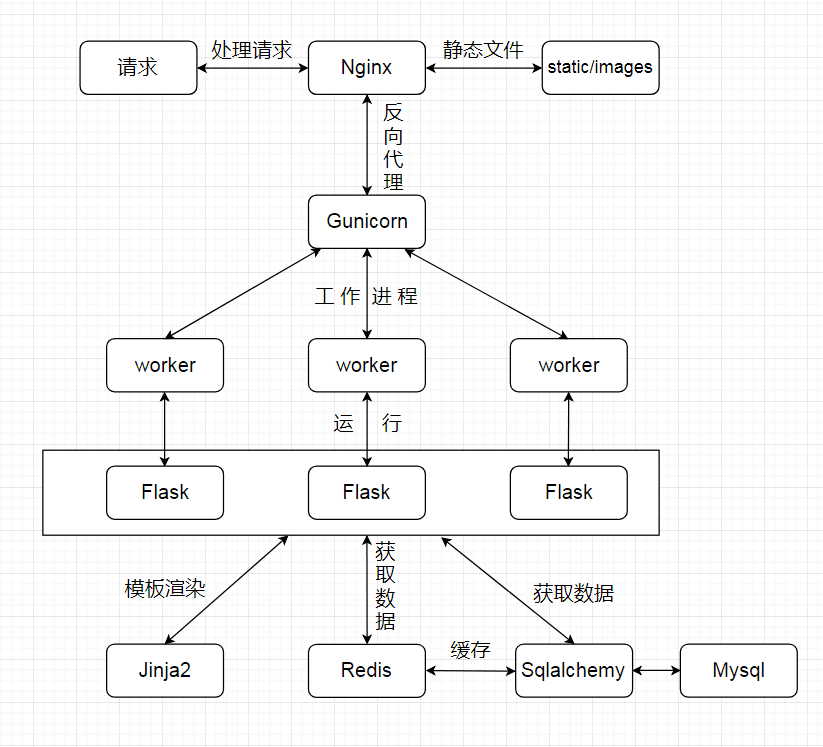 请求
处理请求
Nginx
静态文件
static/images
反向代理
Gunicorn
工作 进程
worker
worker
worker
运 行
Flask
Flask
Flask
模板渲染
获取数据
获取数据
Jinja2
Redis
缓存
Sqlalchemy
Mysql